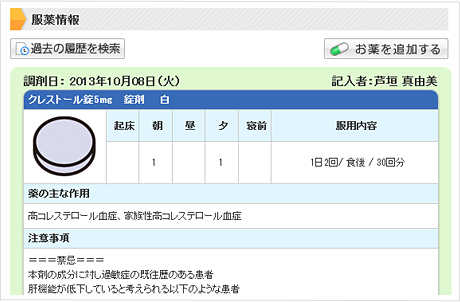 服薬情報
過去の履歴を検索
お薬を追加する
調剤日: 2013年10月08日(火)
記入者:芦垣 真由美
クレストール錠5mg 錠剤 白
起床 朝 昼 夕 寝前 服用内容
1 1 1日2回/ 食後 / 30回分
薬の主な作用
高コレステロール血症、家族性高コレステロール血症
注意事項
===禁忌===
本剤の成分に対し過敏症の既往歴のある患者
肝機能が低下していると考えられる以下のような患者